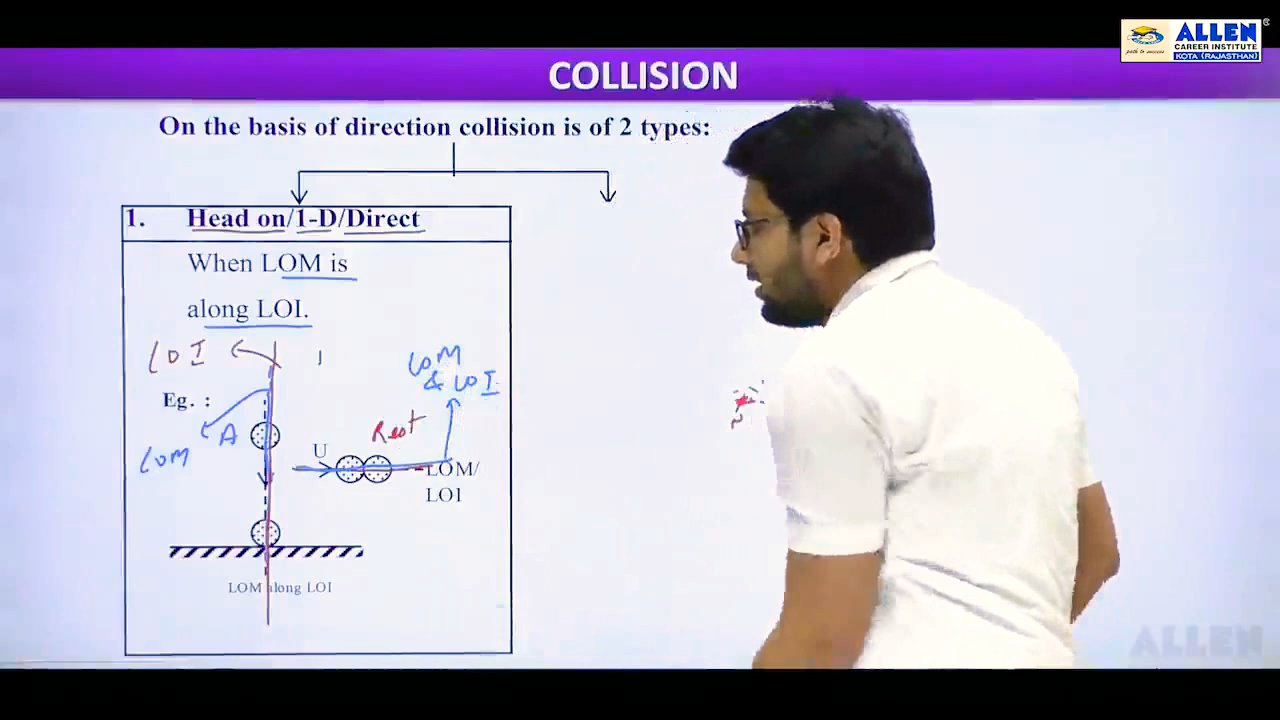 ALLEN
CAREER INSTITUTE
KOTA (RAJASTHAN)
COLLISION
On the basis of direction collision is of 2 types:
1. Head on/1-D/Direct
When LOM is
along LOI.
LOI
LOM
& LOI
Eg. :
A
LOM
Rest
U
LOM/
LOI
LOM along LOI
ALLEN